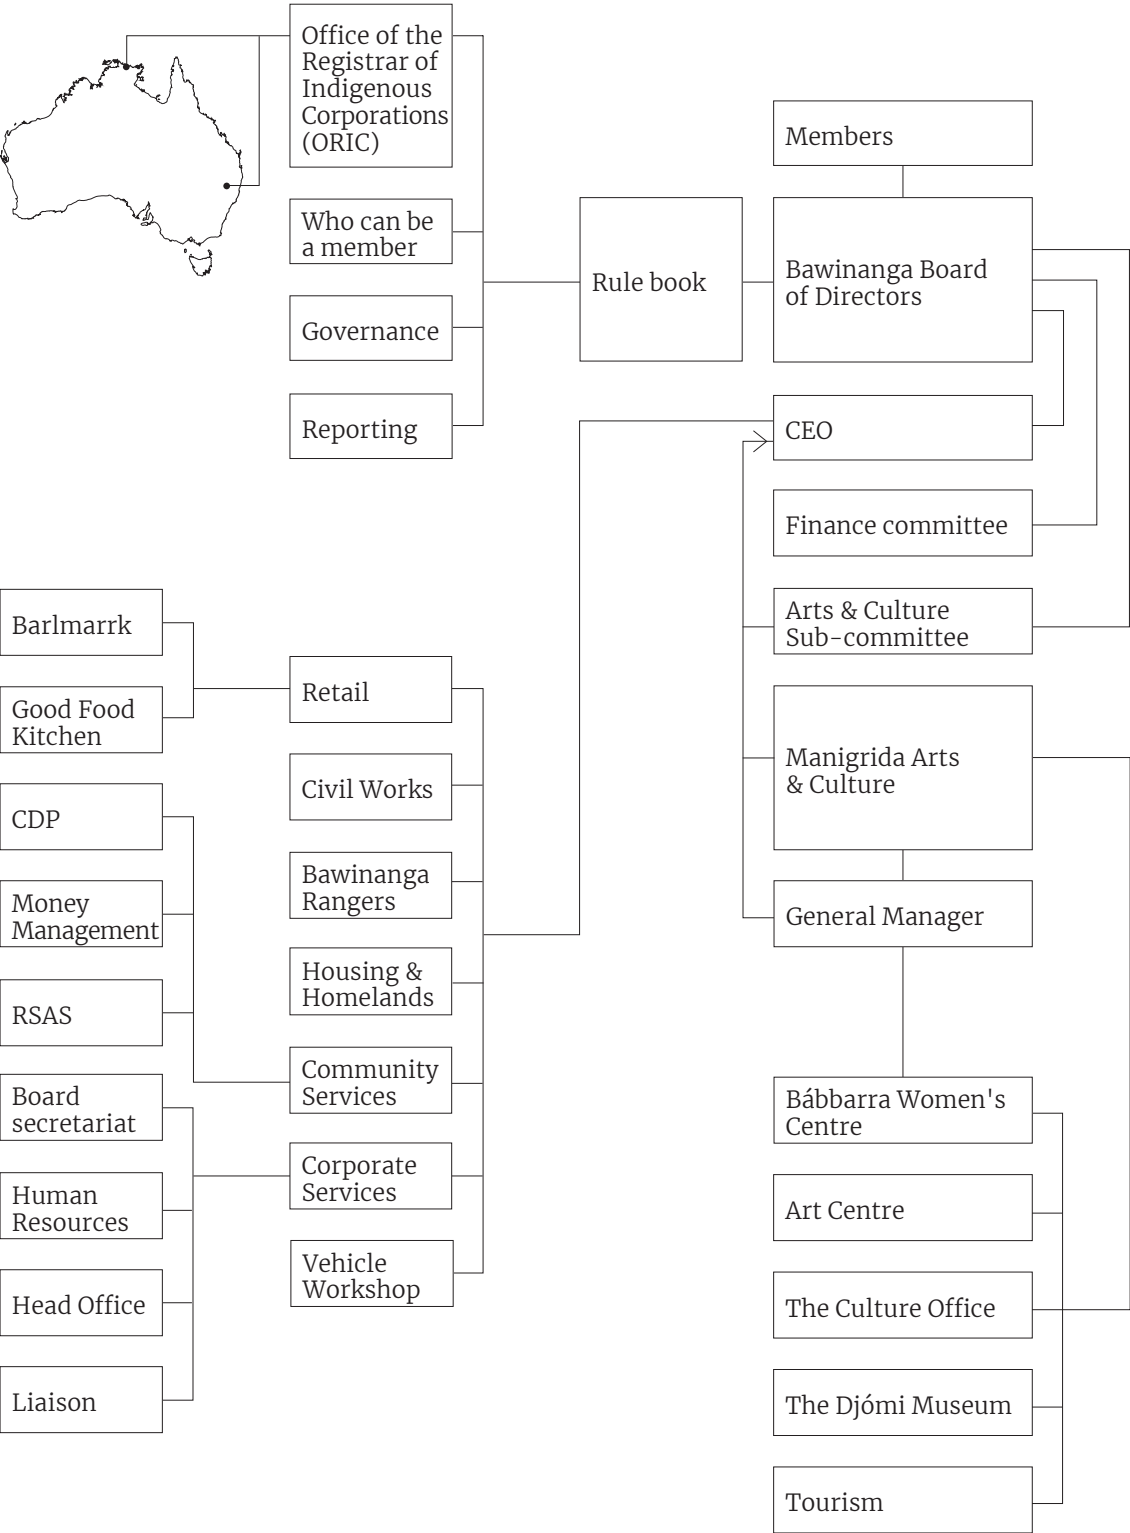 Office of the
Registrar of
Indigenous
Corporations
(ORIC)
Who can be
a member
Governance
Reporting
Rule book
Members
Bawinanga Board
of Directors
CEO
Finance committee
Arts & Culture
Sub-committee
Manigrida Arts
& Culture
General Manager
Barlmarrk
Good Food
Kitchen
CDP
Money
Management
RSAS
Board
secretariat
Human
Resources
Head Office
Liaison
Retail
Civil Works
Bawinanga
Rangers
Housing &
Homelands
Community
Services
Corporate
Services
Vehicle
Workshop
Bábbarra Women's
Centre
Art Centre
The Culture Office
The Djómi Museum
Tourism